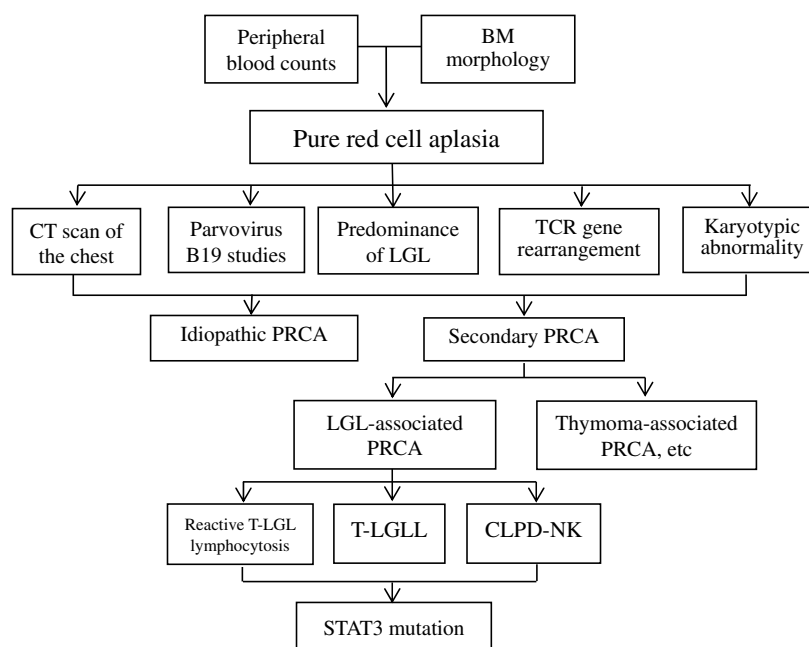 Peripheral
blood counts
BM
morphology
Pure red cell aplasia
CT scan of
the chest
Parvovirus
B19 studies
Predominance
of LGL
TCR gene
rearrangement
Karyotypic
abnormality
Idiopathic PRCA
Secondary PRCA
LGL-associated
PRCA
Thymoma-associated
PRCA, etc
Reactive T-LGL
lymphocytosis
T-LGLL
CLPD-NK
STAT3 mutation